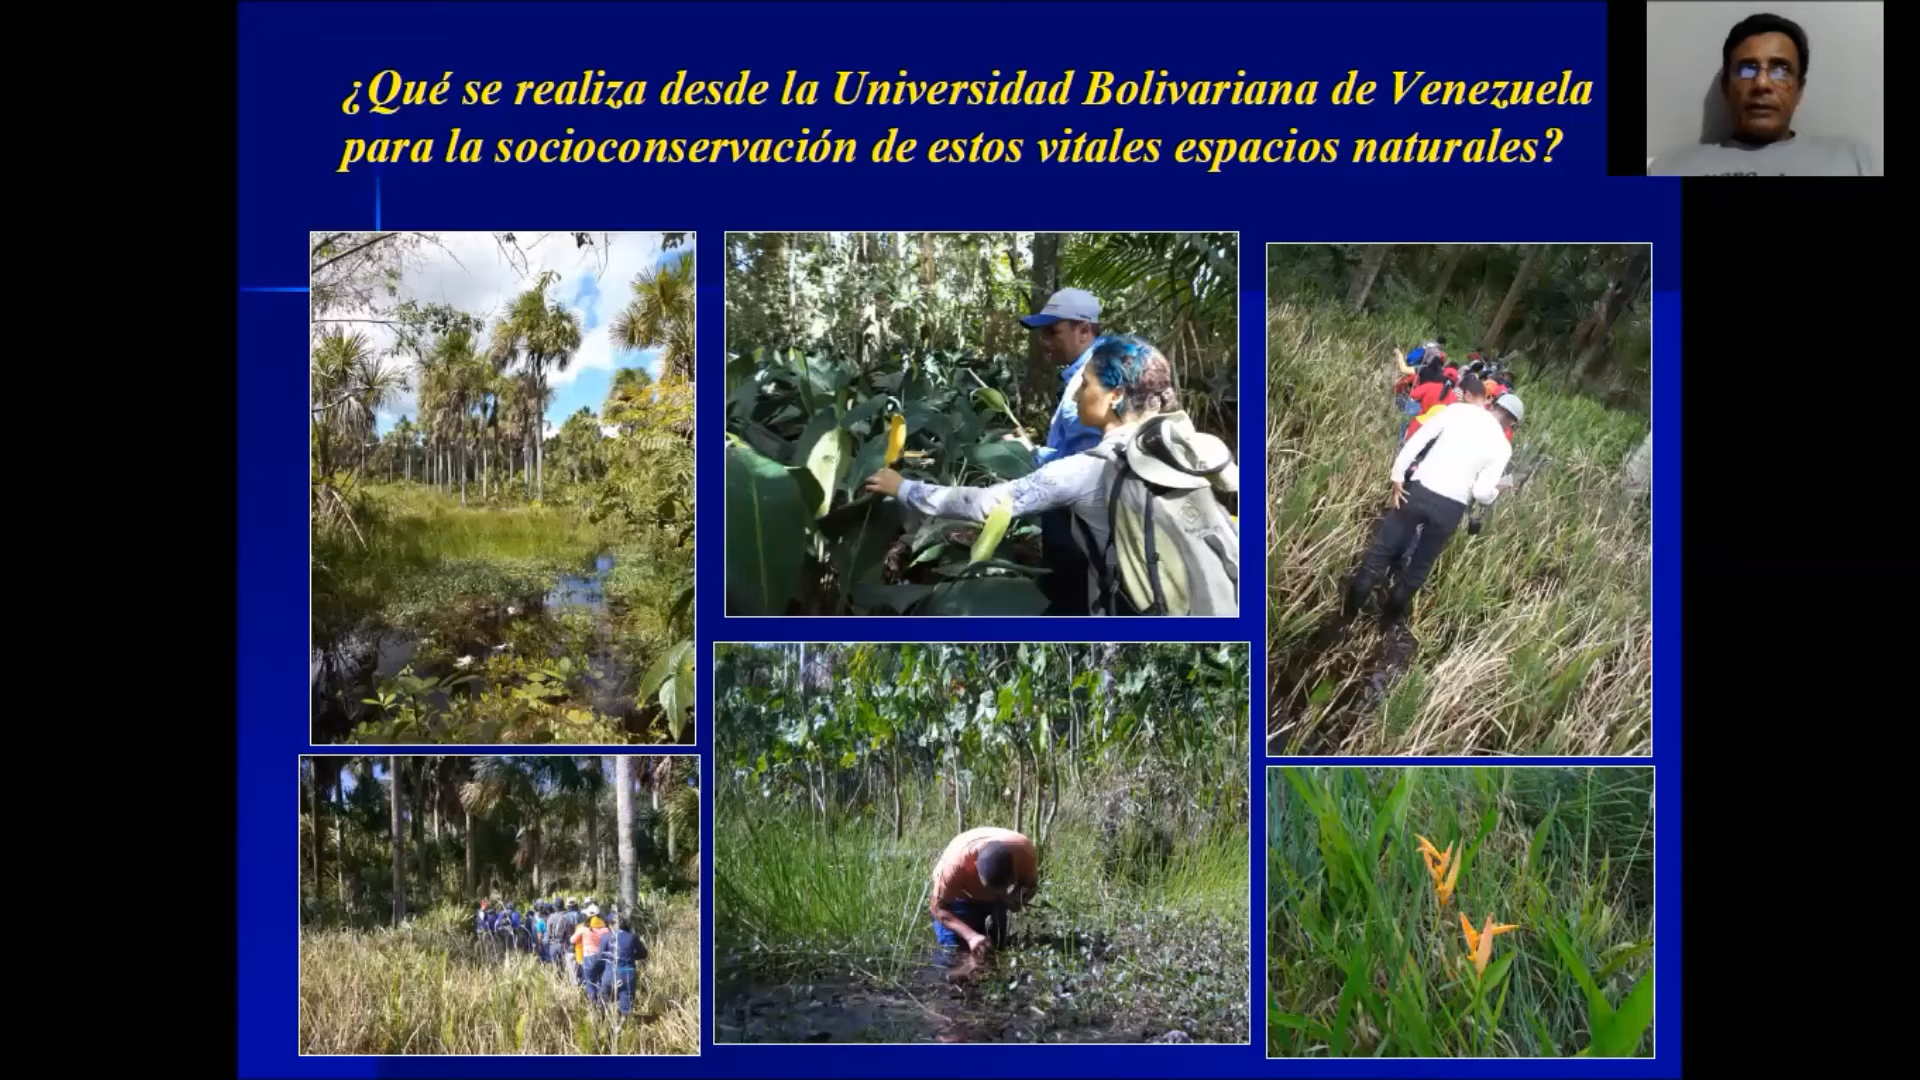 ¿Qué se realiza desde la Universidad Bolivariana de Venezuela
para la socioconservación de estos vitales espacios naturales?